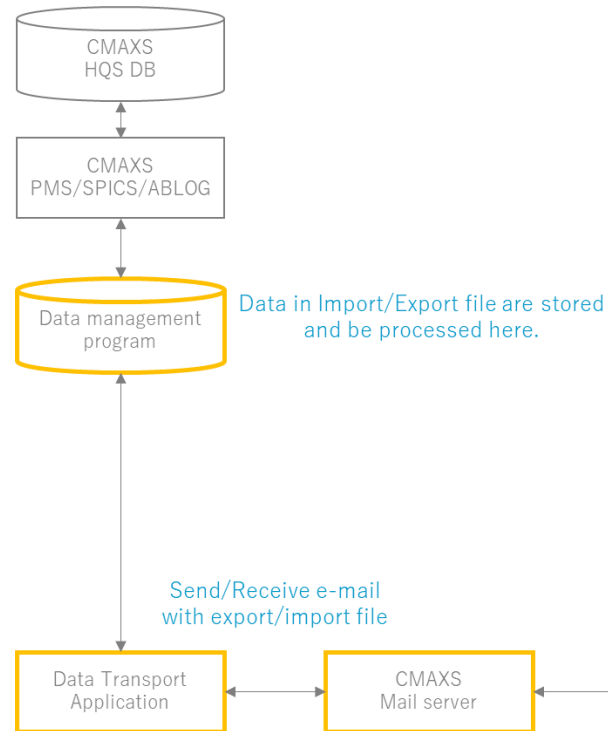 CMAXS
HQS DB
CMAXS
PMS/SPICS/ABLOG
Data management
program
Data in Import/Export file are stored
and be processed here.
Send/Receive e-mail
with export/import file
Data Transport
Application
CMAXS
Mail server